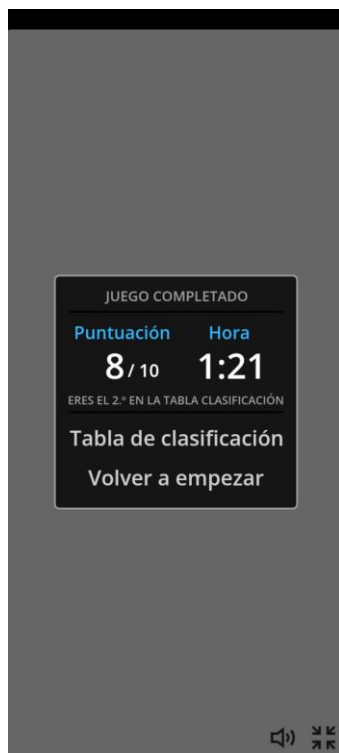 JUEGO COMPLETADO
Puntuación Hora
8/ 10 1:21
ERES EL 2.º EN LA TABLA CLASIFICACIÓN
Tabla de clasificación
Volver a empezar